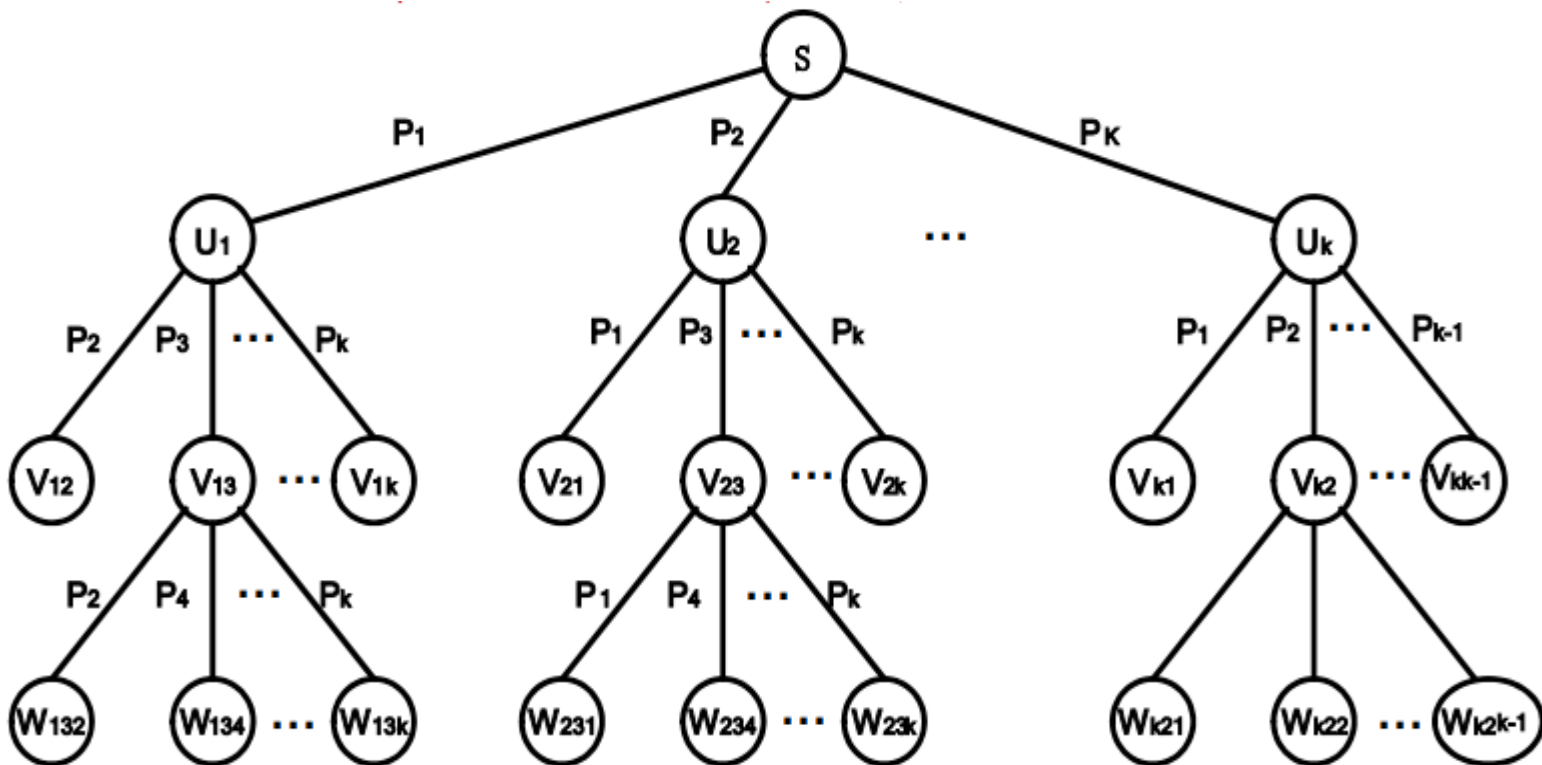 S
P1 P2 PK
U1 U2 ... Uk
P2 P3 ... Pk P1 P3 ... Pk P1 P2 ... Pk-1
V12 V13 ... V1k V21 V23 ... V2k Vk1 Vk2 ... Vkk-1
P2 P4 ... Pk P1 P4 ... Pk
W132 W134 ... W13k W231 W234 ... W23k Wk21 Wk22 ... Wk2k-1